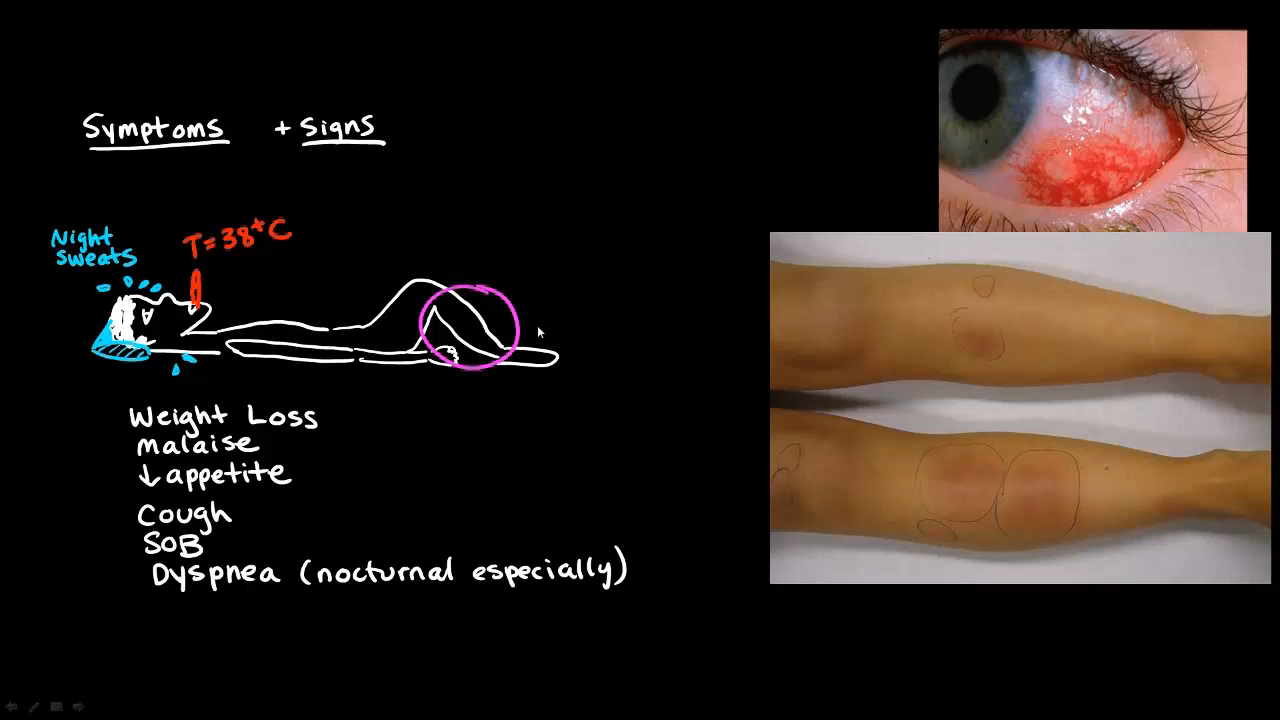 Symptoms + Signs
Night
Sweats
T = 38⁺ C
Weight Loss
malaise
↓ appetite
Cough
SOB
Dyspnea (nocturnal especially)